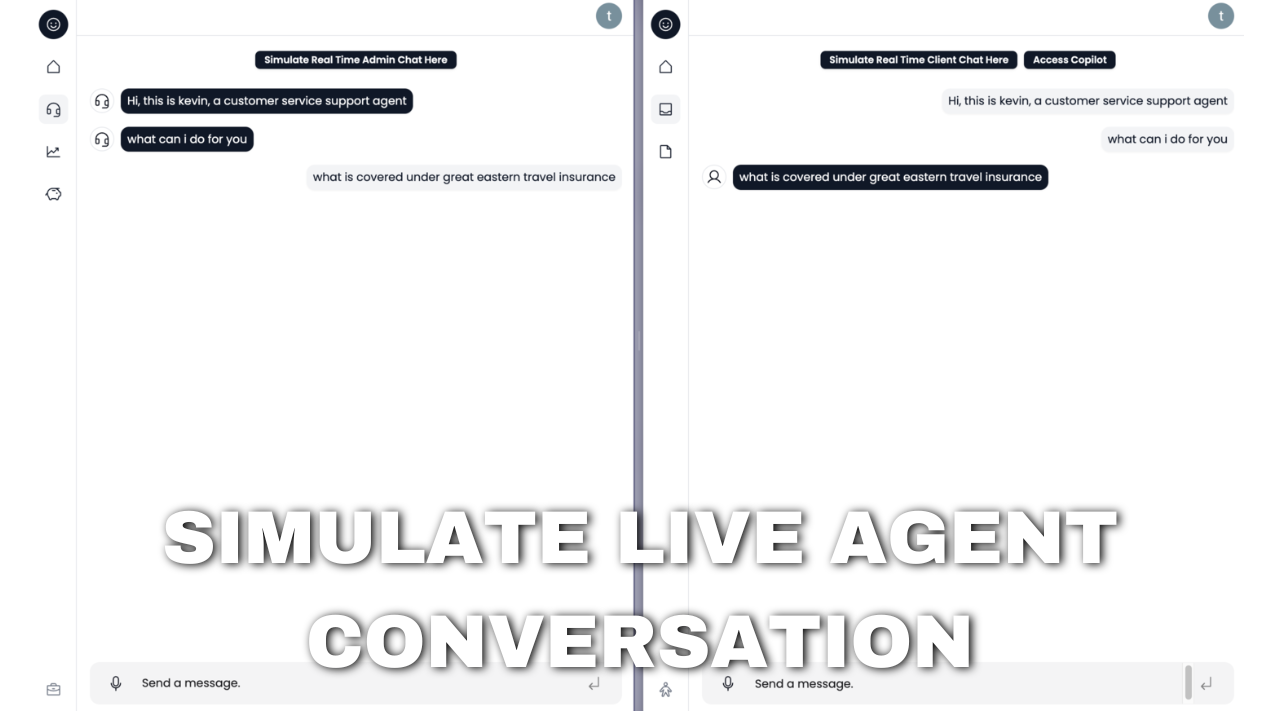 t
Simulate Real Time Admin Chat Here
Hi, this is kevin, a customer service support agent
what can i do for you
what is covered under great eastern travel insurance
Send a message.
t
Simulate Real Time Client Chat Here
Access Copilot
Hi, this is kevin, a customer service support agent
what can i do for you
what is covered under great eastern travel insurance
Send a message.
SIMULATE LIVE AGENT
CONVERSATION